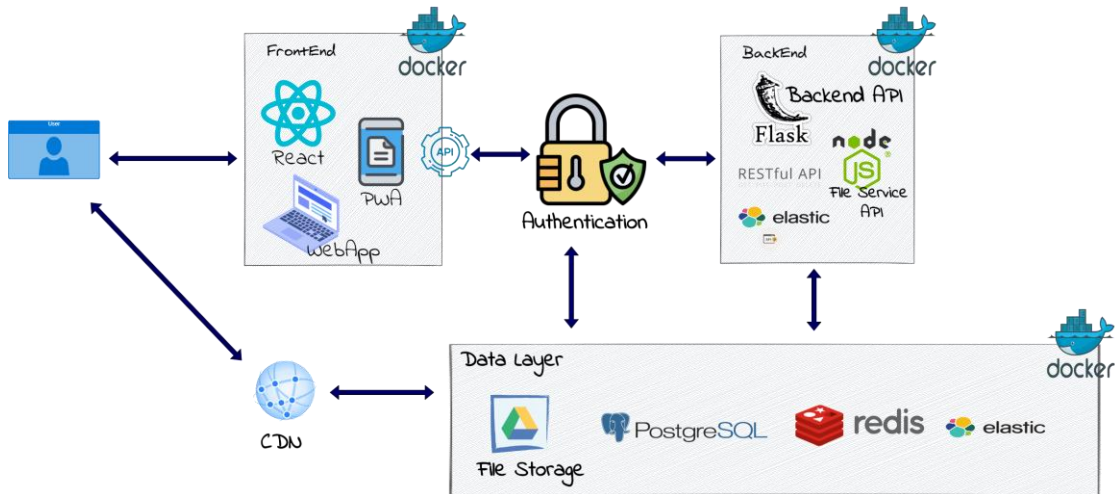 User
FrontEnd
docker
React
PWA
API
WebApp
Authentication
BackEnd
docker
Flask
Backend API
node
JS
RESTful API
File Service
API
elastic
API
CDN
Data Layer
docker
File Storage
PostgreSQL
redis
elastic